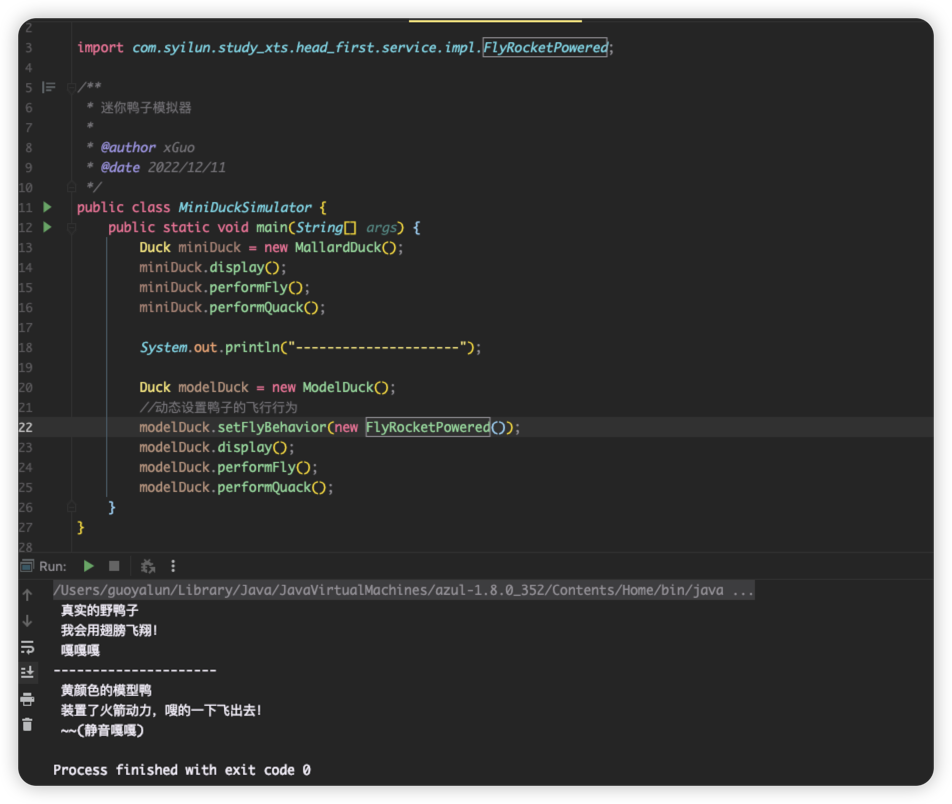 2
3 import com.syilun.study_xts.head_first.service.impl.FlyRocketPowered;
4
5 /**
6 * 迷你鸭子模拟器
7 *
8 * @author xGuo
9 * @date 2022/12/11
10 */
11 public class MiniDuckSimulator {
12 public static void main(String[] args) {
13 Duck miniDuck = new MallardDuck();
14 miniDuck.display();
15 miniDuck.performFly();
16 miniDuck.performQuack();
17
18 System.out.println("---------------------");
19
20 Duck modelDuck = new ModelDuck();
21 //动态设置鸭子的飞行行为
22 modelDuck.setFlyBehavior(new FlyRocketPowered());
23 modelDuck.display();
24 modelDuck.performFly();
25 modelDuck.performQuack();
26 }
27 }
28
Run:
/Users/guoyalun/Library/Java/JavaVirtualMachines/azul-1.8.0_352/Contents/Home/bin/java ...
真实的野鸭子
我会用翅膀飞翔!
嘎嘎嘎
---------------------
黄颜色的模型鸭
装置了火箭动力，嗖的一下飞出去!
~~(静音嘎嘎)
Process finished with exit code 0